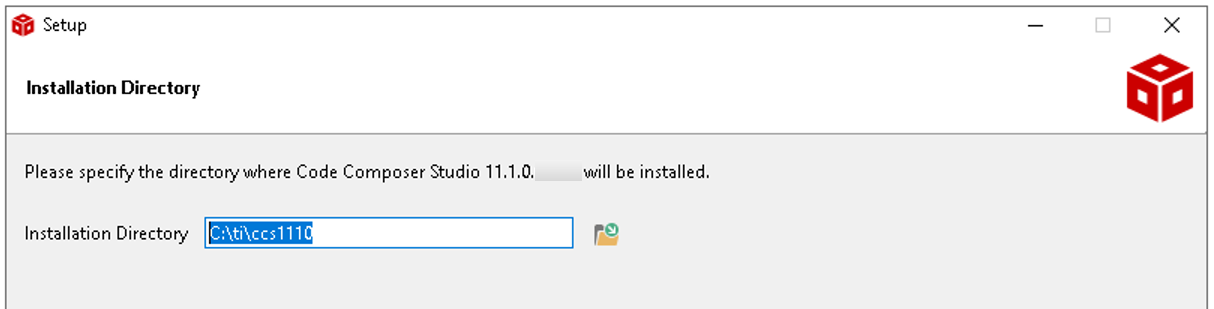 Setup
Installation Directory
Please specify the directory where Code Composer Studio 11.1.0. will be installed.
Installation Directory C:\ti\ccs1110